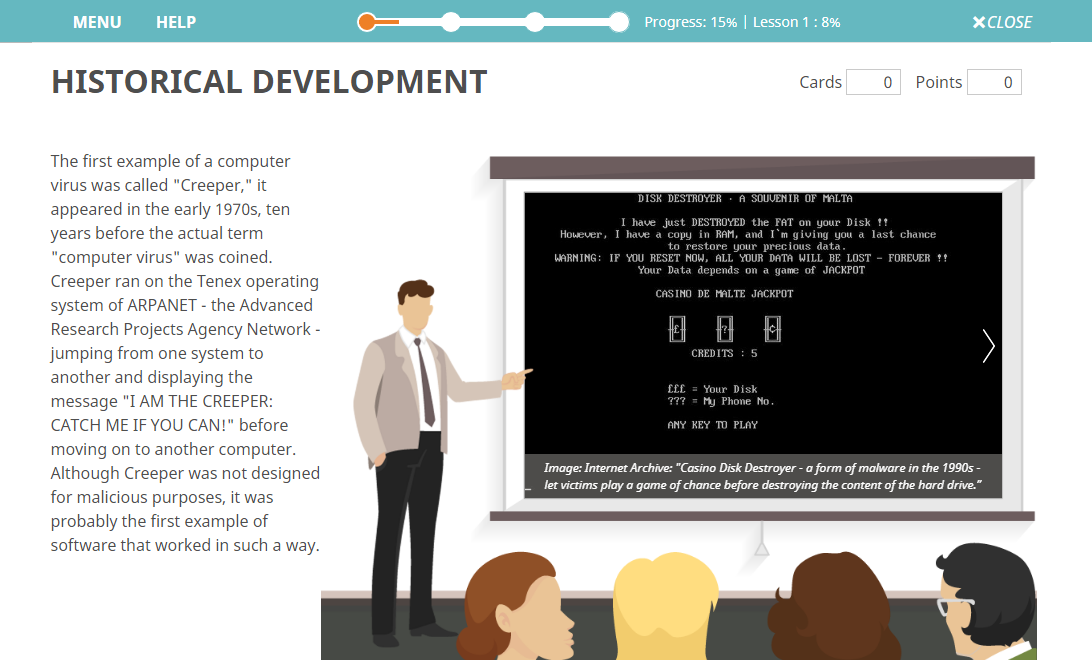 MENU HELP Progress: 15% | Lesson 1 : 8% ×CLOSE
HISTORICAL DEVELOPMENT
Cards 0 Points 0
The first example of a computer
virus was called "Creeper," it
appeared in the early 1970s, ten
years before the actual term
"computer virus" was coined.
Creeper ran on the Tenex operating
system of ARPANET - the Advanced
Research Projects Agency Network -
jumping from one system to
another and displaying the
message "I AM THE CREEPER:
CATCH ME IF YOU CAN!" before
moving on to another computer.
Although Creeper was not designed
for malicious purposes, it was
probably the first example of
software that worked in such a way.
DISK DESTROYER · A SOUVENIR OF MALTA
I have just DESTROYED the FAT on your Disk !!
However, I have a copy in RAM, and I`m giving you a last chance
to restore your precious data.
WARNING: IF YOU RESET NOW, ALL YOUR DATA WILL BE LOST - FOREVER !!
Your Data depends on a game of JACKPOT
CASINO DE MALTE JACKPOT
£ ? ¢
CREDITS : 5
£££ = Your Disk
??? = My Phone No.
ANY KEY TO PLAY
Image: Internet Archive: "Casino Disk Destroyer - a form of malware in the 1990s -
let victims play a game of chance before destroying the content of the hard drive."